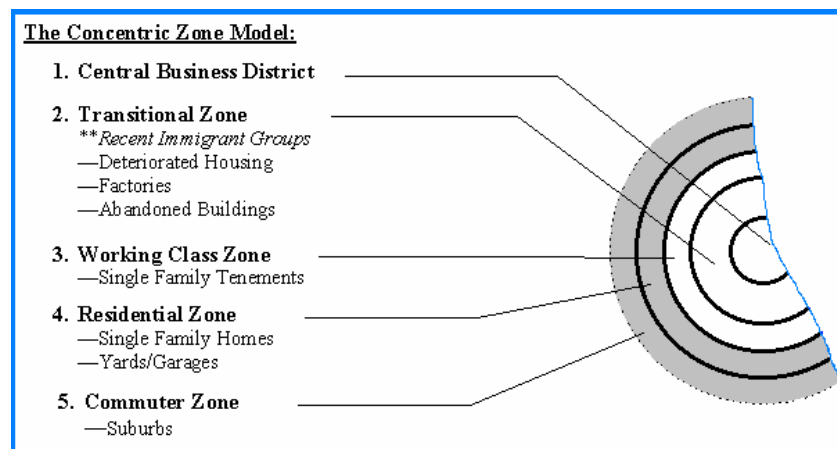 The Concentric Zone Model:
1. Central Business District
2. Transitional Zone
**Recent Immigrant Groups
—Deteriorated Housing
—Factories
—Abandoned Buildings
3. Working Class Zone
—Single Family Tenements
4. Residential Zone
—Single Family Homes
—Yards/Garages
5. Commuter Zone
—Suburbs